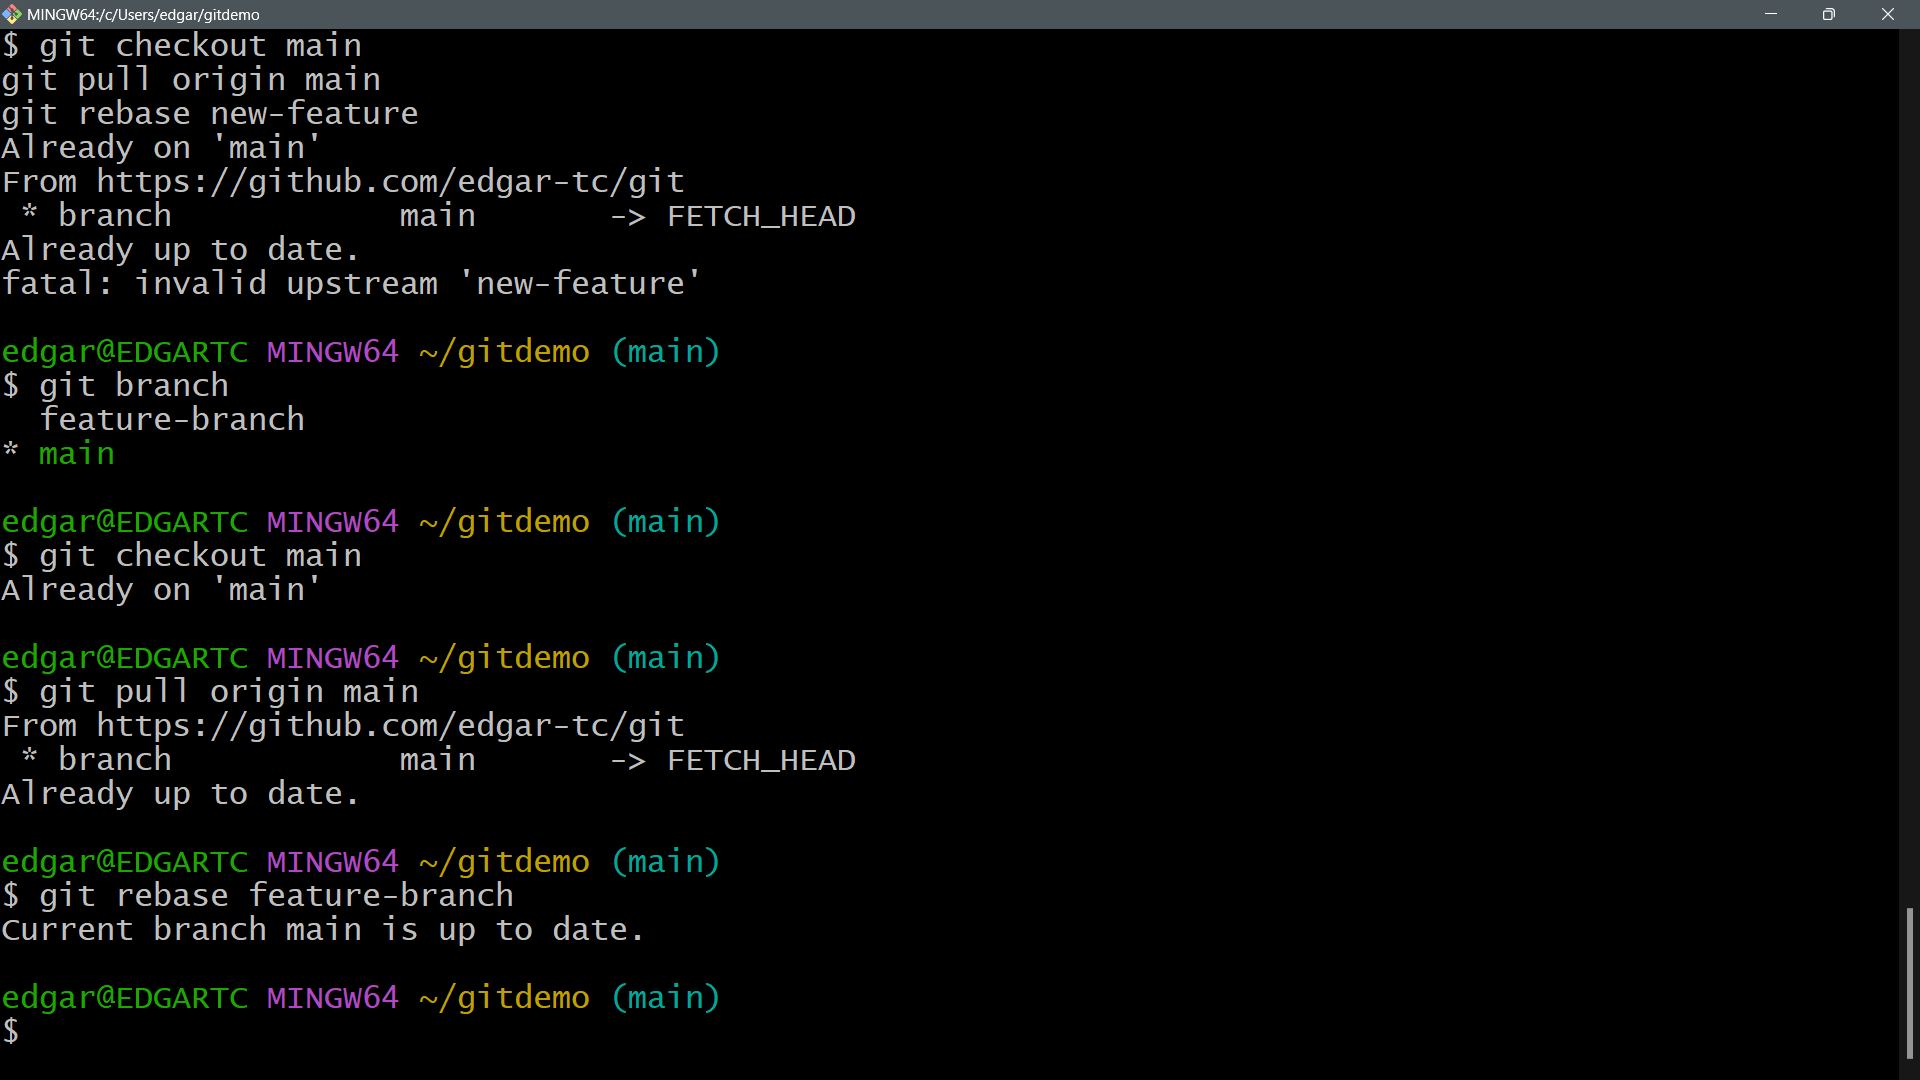 MINGW64:/c/Users/edgar/gitdemo
$ git checkout main
git pull origin main
git rebase new-feature
Already on 'main'
From https://github.com/edgar-tc/git
 * branch            main       -> FETCH_HEAD
Already up to date.
fatal: invalid upstream 'new-feature'

edgar@EDGARTC MINGW64 ~/gitdemo (main)
$ git branch
  feature-branch
* main

edgar@EDGARTC MINGW64 ~/gitdemo (main)
$ git checkout main
Already on 'main'

edgar@EDGARTC MINGW64 ~/gitdemo (main)
$ git pull origin main
From https://github.com/edgar-tc/git
 * branch            main       -> FETCH_HEAD
Already up to date.

edgar@EDGARTC MINGW64 ~/gitdemo (main)
$ git rebase feature-branch
Current branch main is up to date.

edgar@EDGARTC MINGW64 ~/gitdemo (main)
$